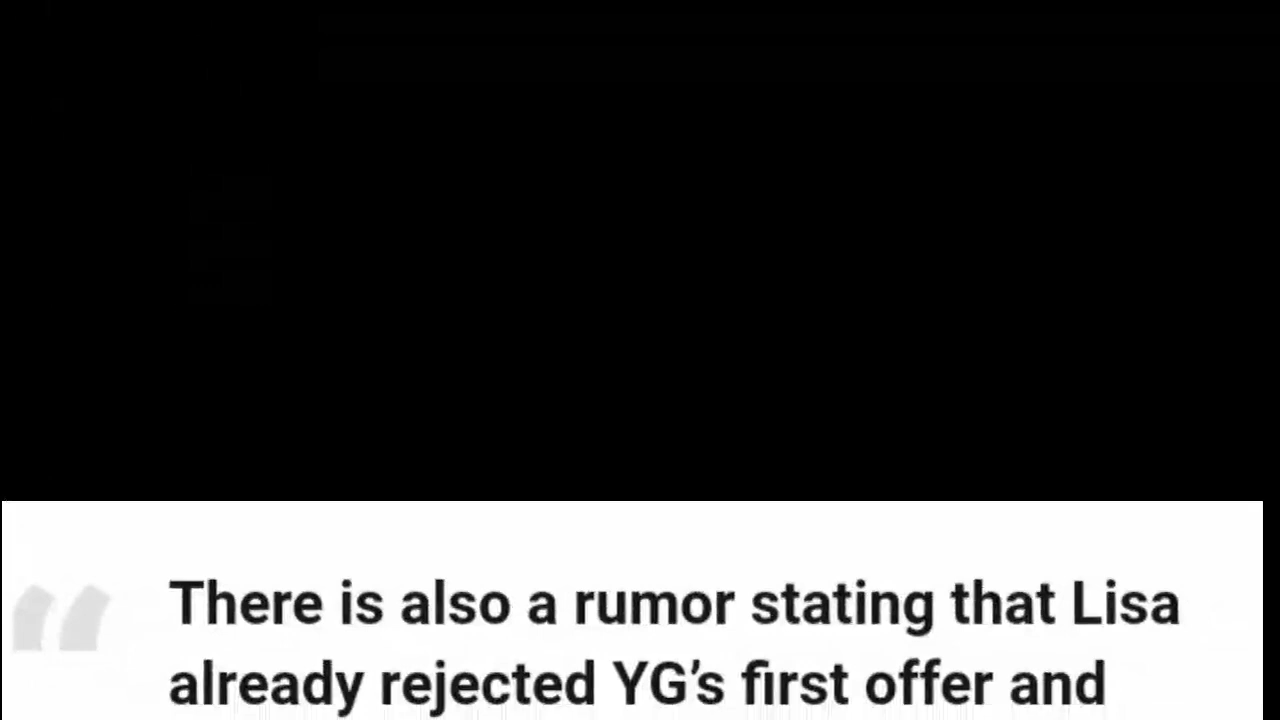 “
There is also a rumor stating that Lisa
already rejected YG’s first offer and